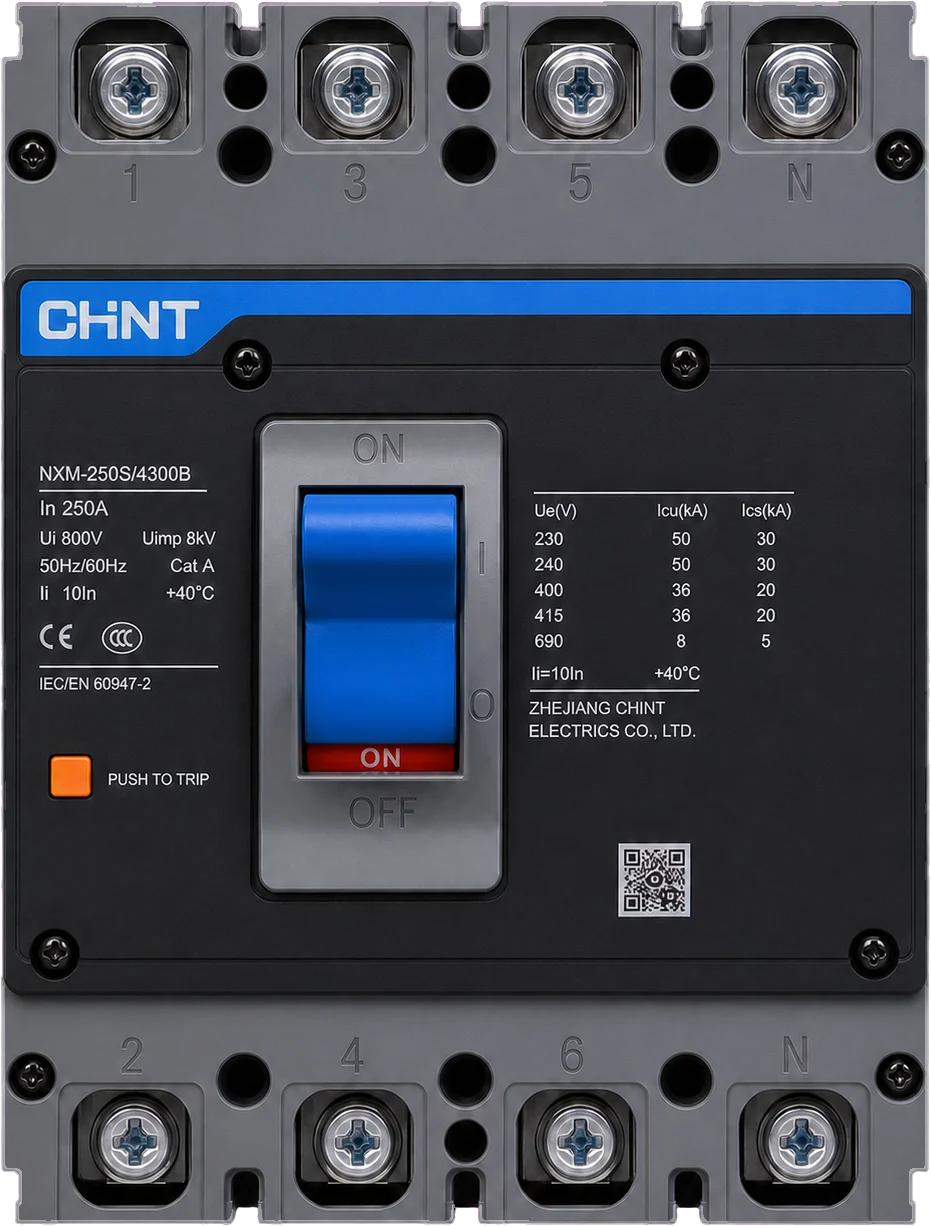 1 3 5 N
CHINT
ON
NXM-250S/4300B
In 250A
Ui 800V Uimp 8kV
50Hz/60Hz Cat A
Ii 10In +40°C
CE CCC
IEC/EN 60947-2
PUSH TO TRIP
I
O
ON
OFF
Ue(V) Icu(kA) Ics(kA)
230 50 30
240 50 30
400 36 20
415 36 20
690 8 5
Ii=10In +40°C
ZHEJIANG CHINT
ELECTRICS CO., LTD.
2 4 6 N